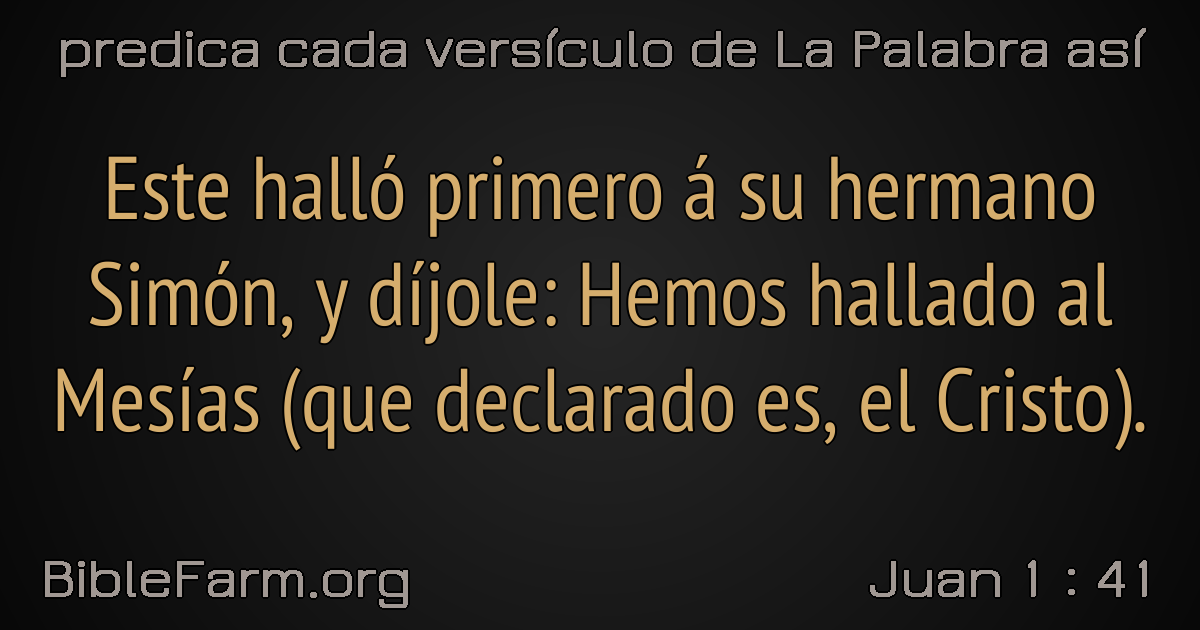 predica cada versículo de La Palabra así
Este halló primero á su hermano
Simón, y díjole: Hemos hallado al
Mesías (que declarado es, el Cristo).
BibleFarm.org
Juan 1 : 41